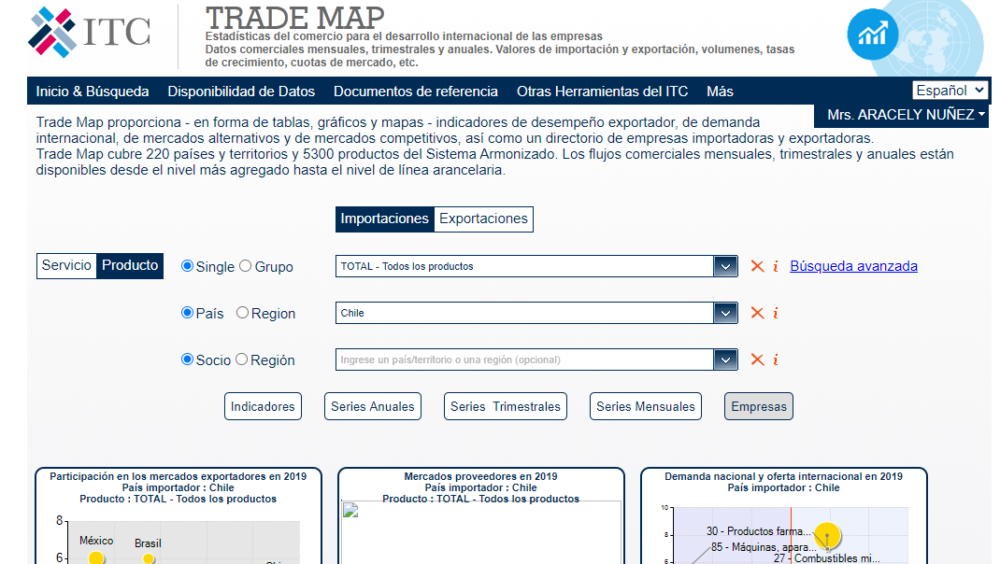 ITC
TRADE MAP
Estadísticas del comercio para el desarrollo internacional de las empresas
Datos comerciales mensuales, trimestrales y anuales. Valores de importación y exportación, volumenes, tasas
de crecimiento, cuotas de mercado, etc.
Inicio & Búsqueda Disponibilidad de Datos Documentos de referencia Otras Herramientas del ITC Más Español
Mrs. ARACELY NUÑEZ
Trade Map proporciona - en forma de tablas, gráficos y mapas - indicadores de desempeño exportador, de demanda
internacional, de mercados alternativos y de mercados competitivos, así como un directorio de empresas importadoras y exportadoras.
Trade Map cubre 220 países y territorios y 5300 productos del Sistema Armonizado. Los flujos comerciales mensuales, trimestrales y anuales están
disponibles desde el nivel más agregado hasta el nivel de línea arancelaria.
Importaciones Exportaciones
Servicio Producto Single Grupo TOTAL - Todos los productos i Búsqueda avanzada
País Region Chile i
Socio Región Ingrese un país/territorio o una región (opcional) i
Indicadores Series Anuales Series Trimestrales Series Mensuales Empresas
Participación en los mercados exportadores en 2019
País importador : Chile
Producto : TOTAL - Todos los productos
8
México
Brasil
6
Mercados proveedores en 2019
País importador : Chile
Producto : TOTAL - Todos los productos
Demanda nacional y oferta internacional en 2019
País importador : Chile
10
30 - Productos farma...
8
85 - Máquinas, apara...
27 - Combustibles mi...
6